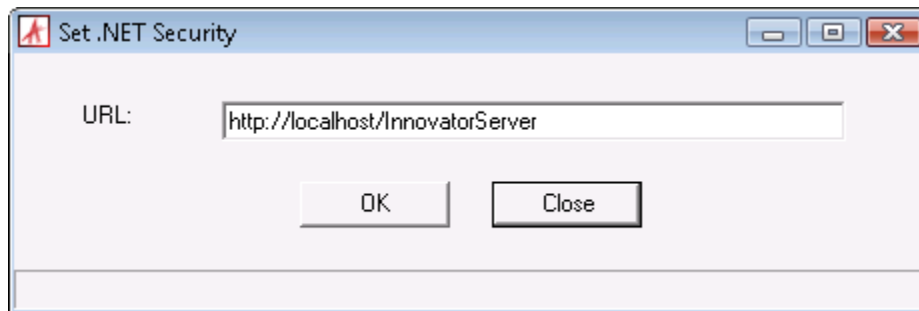 Set .NET Security
URL:
http://localhost/InnovatorServer
OK
Close